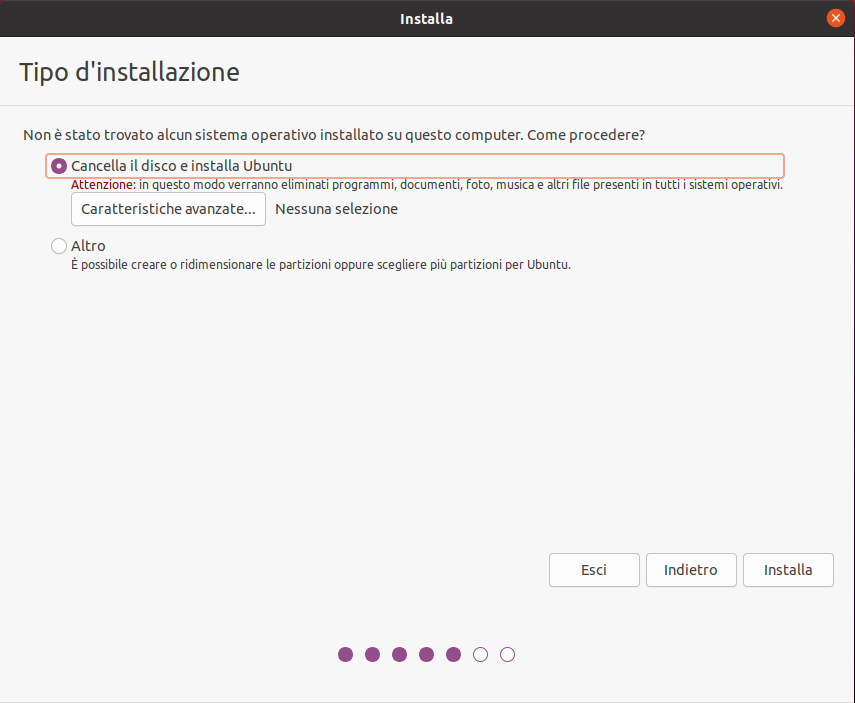 Installa
Tipo d'installazione
Non è stato trovato alcun sistema operativo installato su questo computer. Come procedere?
Cancella il disco e installa Ubuntu
Attenzione: in questo modo verranno eliminati programmi, documenti, foto, musica e altri file presenti in tutti i sistemi operativi.
Caratteristiche avanzate... Nessuna selezione
Altro
È possibile creare o ridimensionare le partizioni oppure scegliere più partizioni per Ubuntu.
Esci Indietro Installa